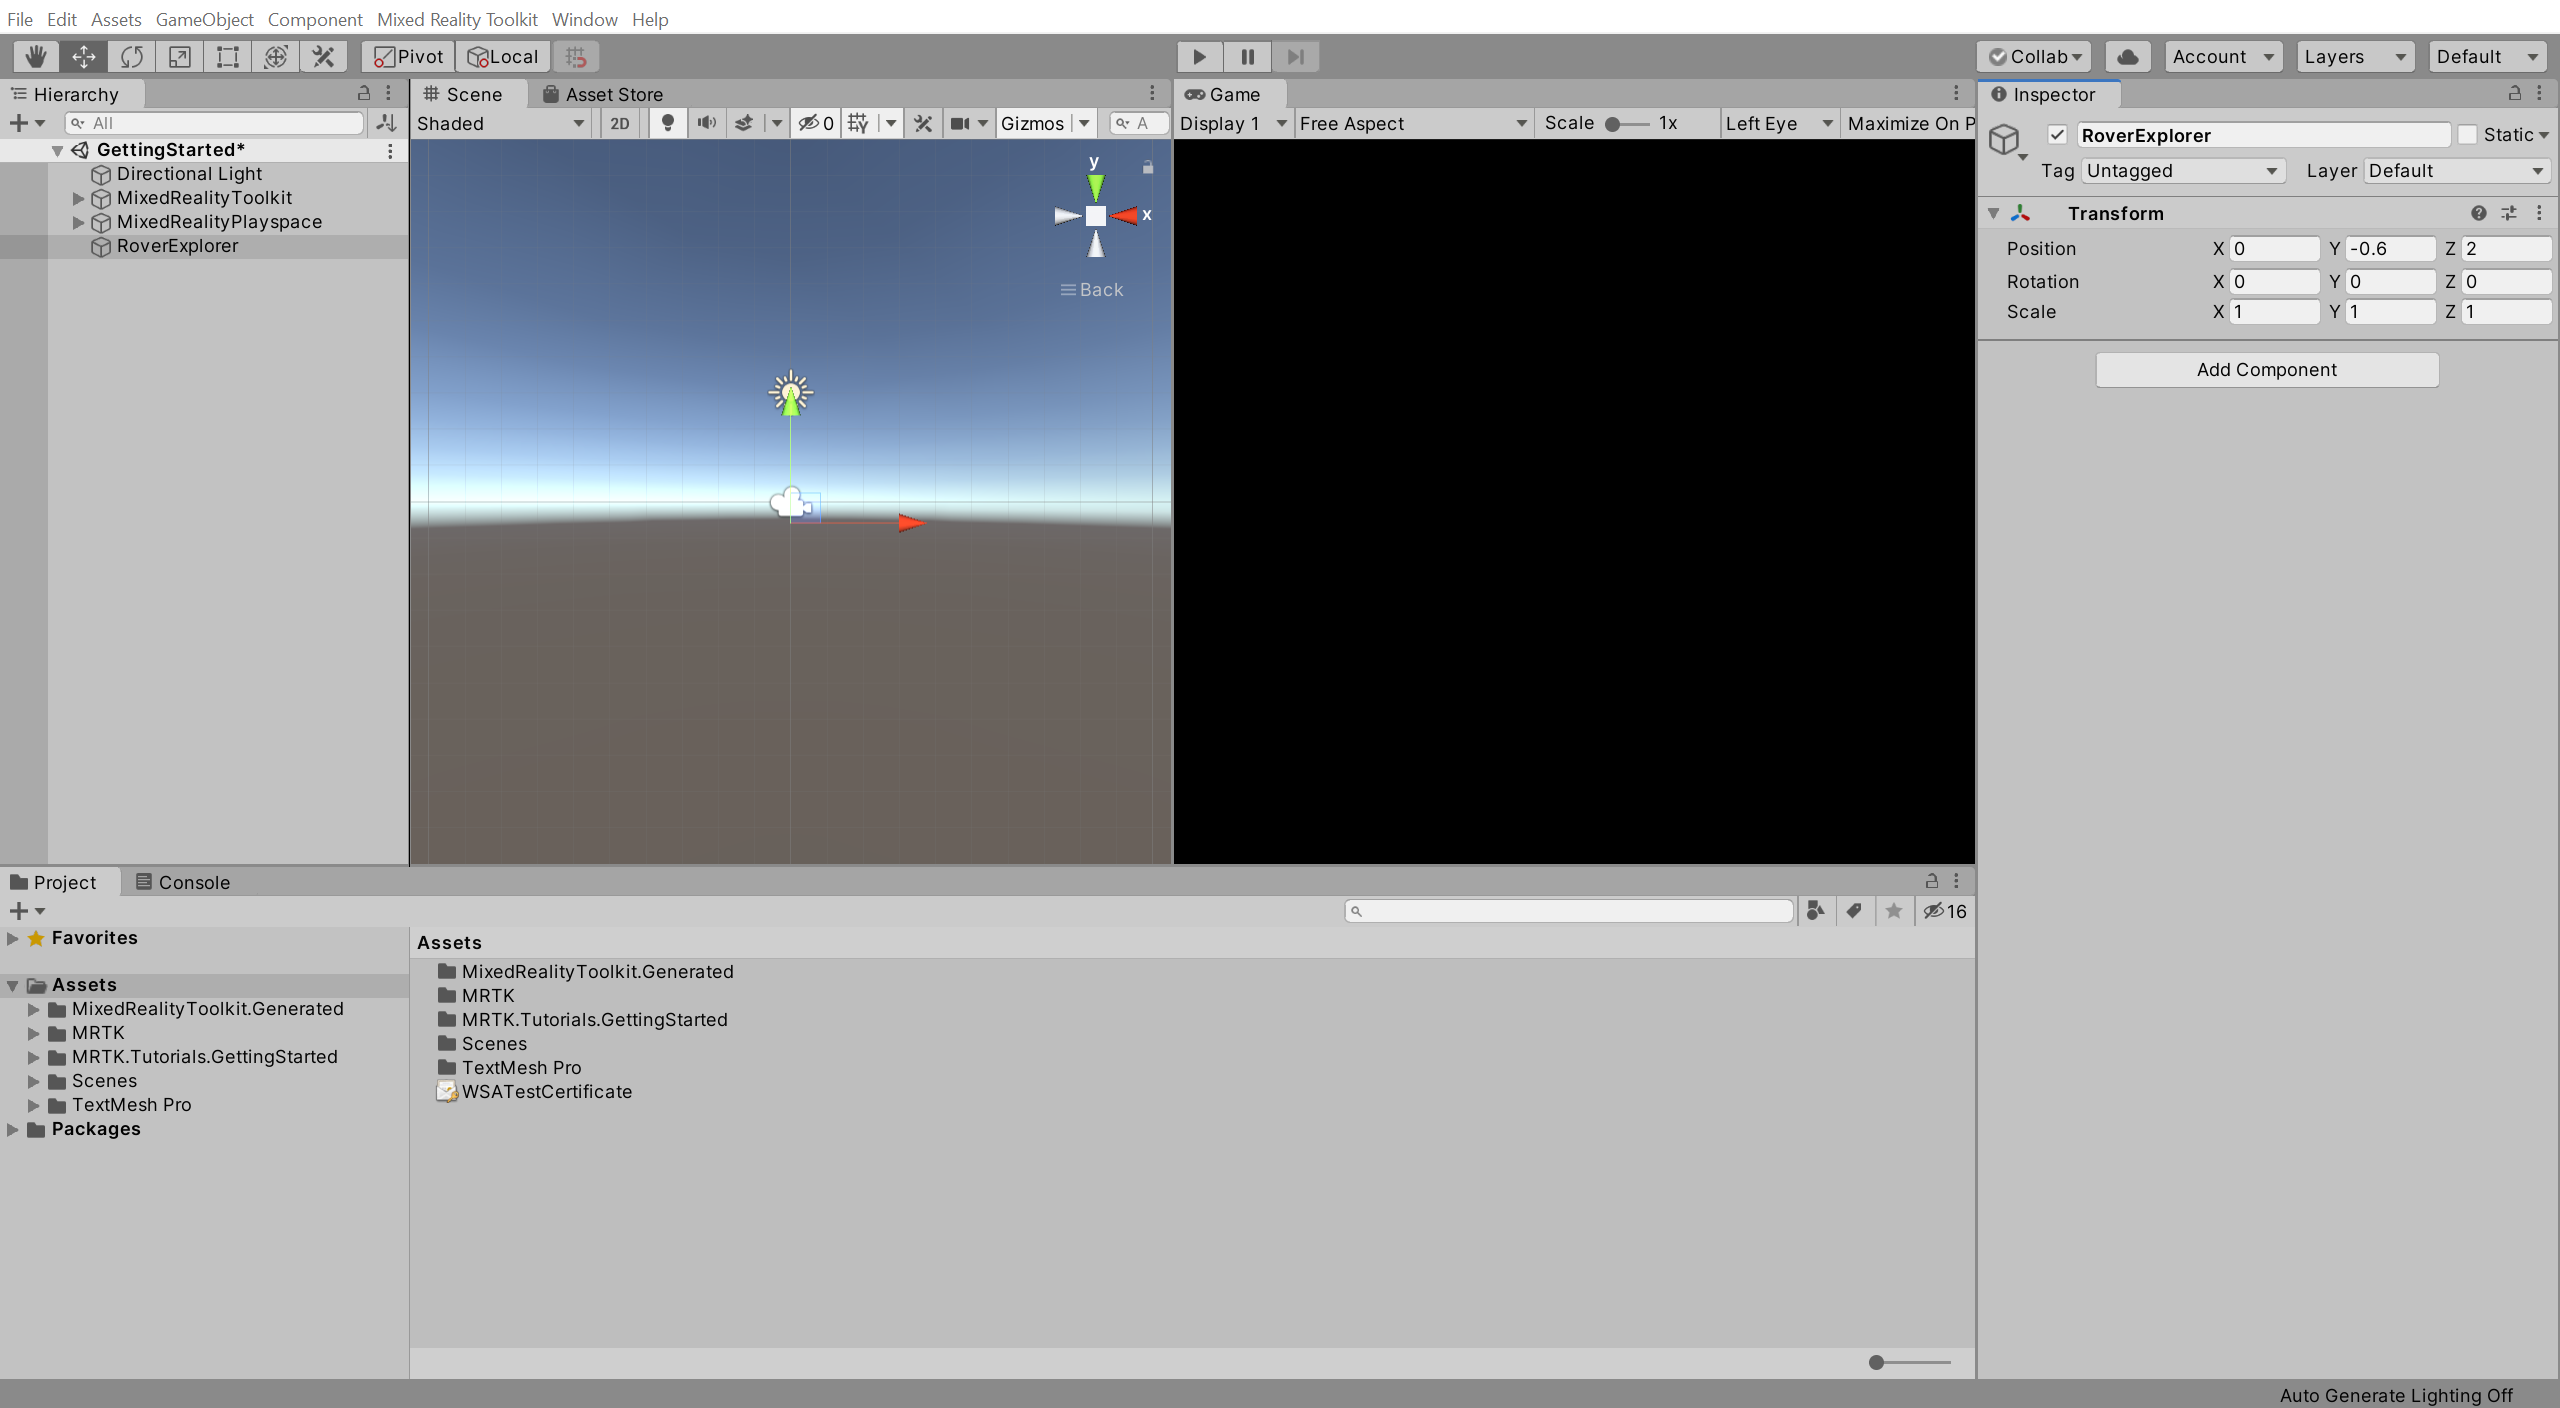 File Edit Assets GameObject Component Mixed Reality Toolkit Window Help
Pivot Local Collab Account Layers Default
Hierarchy
All
GettingStarted*
Directional Light
MixedRealityToolkit
MixedRealityPlayspace
RoverExplorer
Scene Asset Store
Shaded 2D 0 Gizmos A
y
x
Back
Game
Display 1 Free Aspect Scale 1x Left Eye Maximize On P
Inspector
RoverExplorer Static
Tag Untagged Layer Default
Transform
Position X 0 Y -0.6 Z 2
Rotation X 0 Y 0 Z 0
Scale X 1 Y 1 Z 1
Add Component
Project Console
16
Favorites
Assets
MixedRealityToolkit.Generated
MRTK
MRTK.Tutorials.GettingStarted
Scenes
TextMesh Pro
Packages
Assets
MixedRealityToolkit.Generated
MRTK
MRTK.Tutorials.GettingStarted
Scenes
TextMesh Pro
WSATestCertificate
Auto Generate Lighting Off